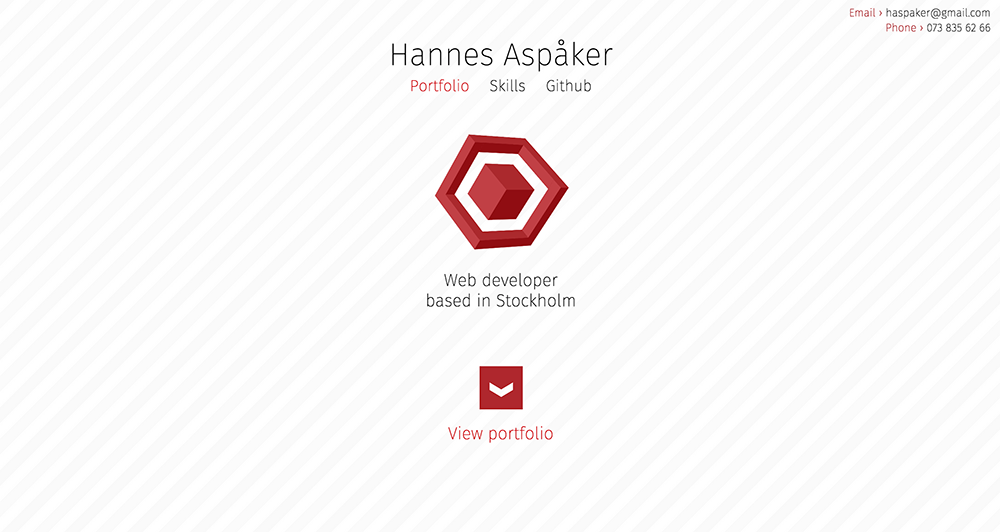 Email › haspaker@gmail.com
Phone › 073 835 62 66
Hannes Aspåker
Portfolio Skills Github
Web developer
based in Stockholm
View portfolio